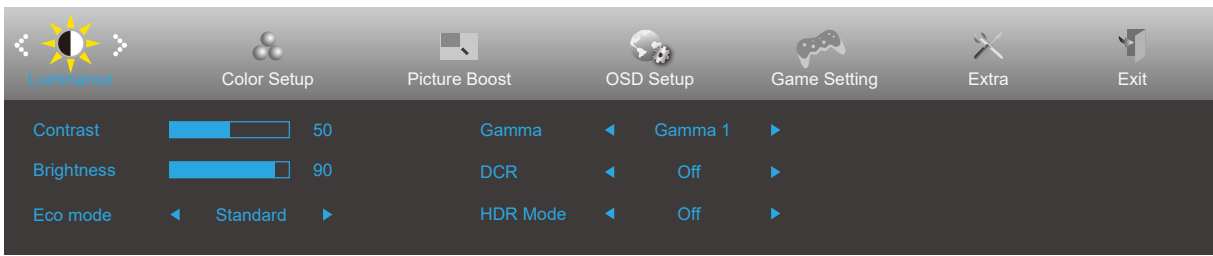 Luminance Color Setup Picture Boost OSD Setup Game Setting Extra Exit
Contrast 50 Gamma Gamma 1
Brightness 90 DCR Off
Eco mode Standard HDR Mode Off